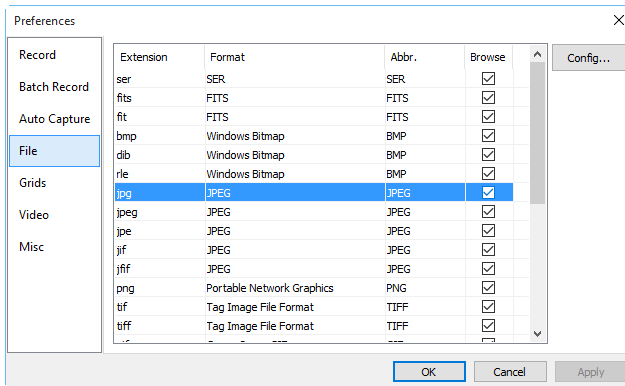 Preferences
Record
Batch Record
Auto Capture
File
Grids
Video
Misc
Extension Format Abbr. Browse
ser SER SER
fits FITS FITS
fit FITS FITS
bmp Windows Bitmap BMP
dib Windows Bitmap BMP
rle Windows Bitmap BMP
jpg JPEG JPEG
jpeg JPEG JPEG
jpe JPEG JPEG
jif JPEG JPEG
jfif JPEG JPEG
png Portable Network Graphics PNG
tif Tag Image File Format TIFF
tiff Tag Image File Format TIFF
Config...
OK Cancel Apply